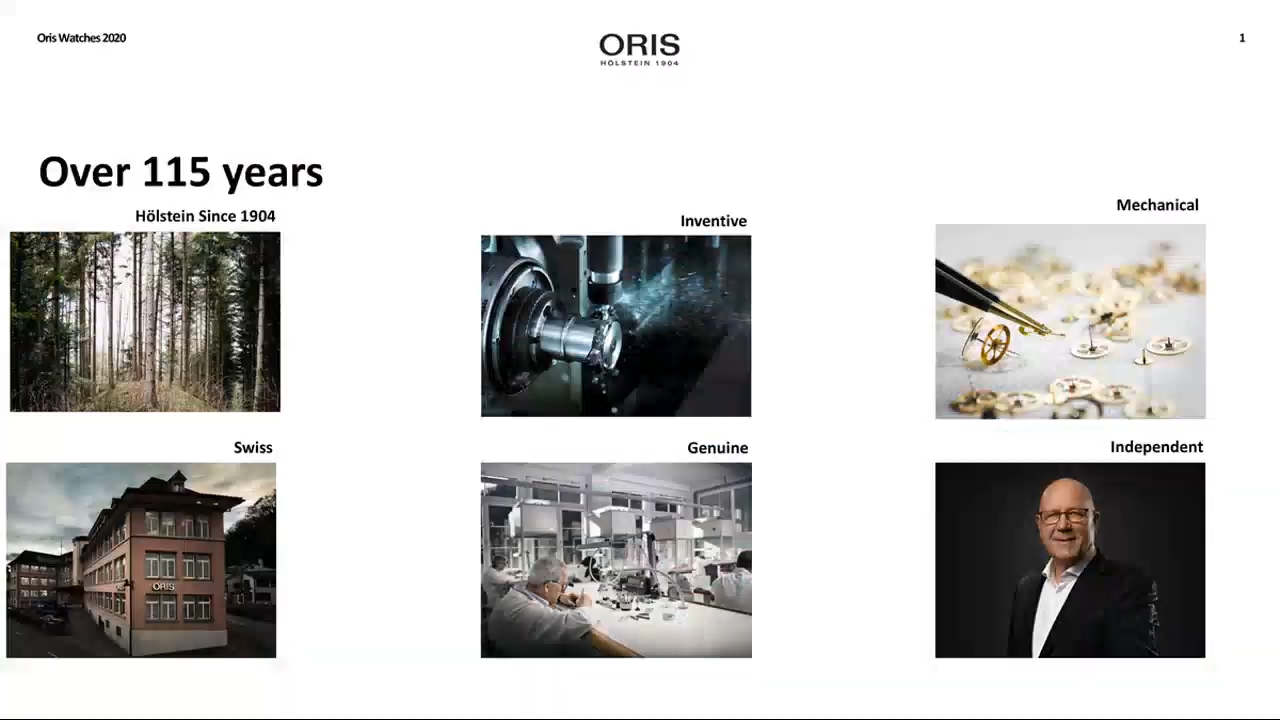 Oris Watches 2020
ORIS
HÖLSTEIN 1904
1
Over 115 years
Hölstein Since 1904
Inventive
Mechanical
Swiss
Genuine
Independent
ORIS